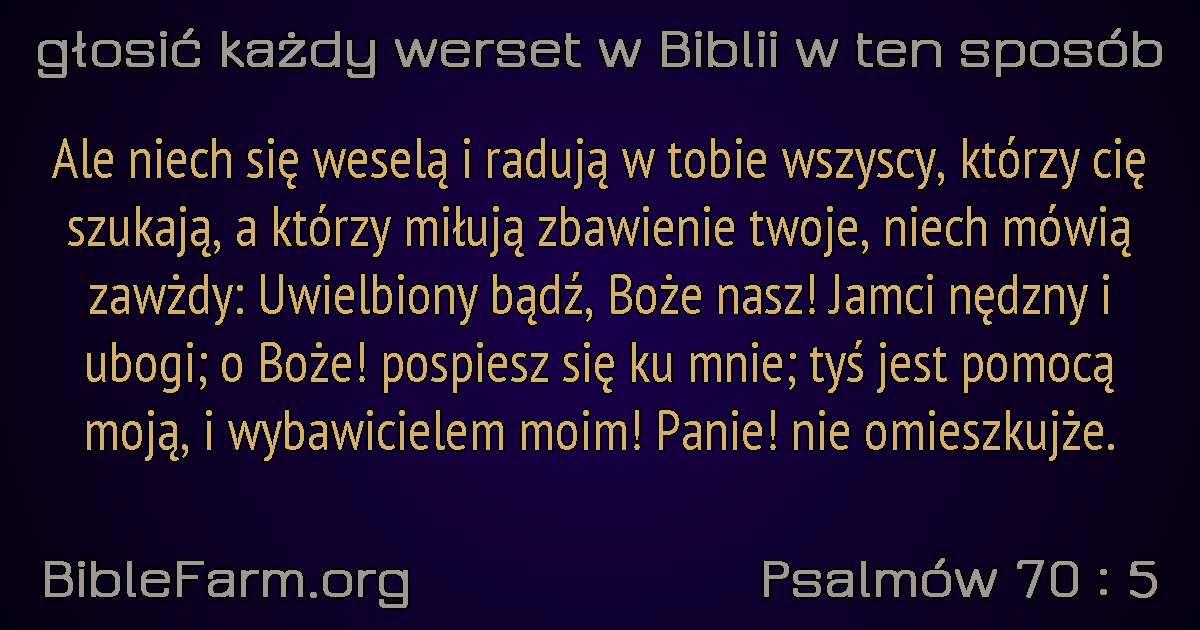 głosić każdy werset w Biblii w ten sposób
Ale niech się weselą i radują w tobie wszyscy, którzy cię
szukają, a którzy miłują zbawienie twoje, niech mówią
zawżdy: Uwielbiony bądź, Boże nasz! Jamci nędzny i
ubogi; o Boże! pospiesz się ku mnie; tyś jest pomocą
moją, i wybawicielem moim! Panie! nie omieszkujże.
BibleFarm.org
Psalmów 70 : 5